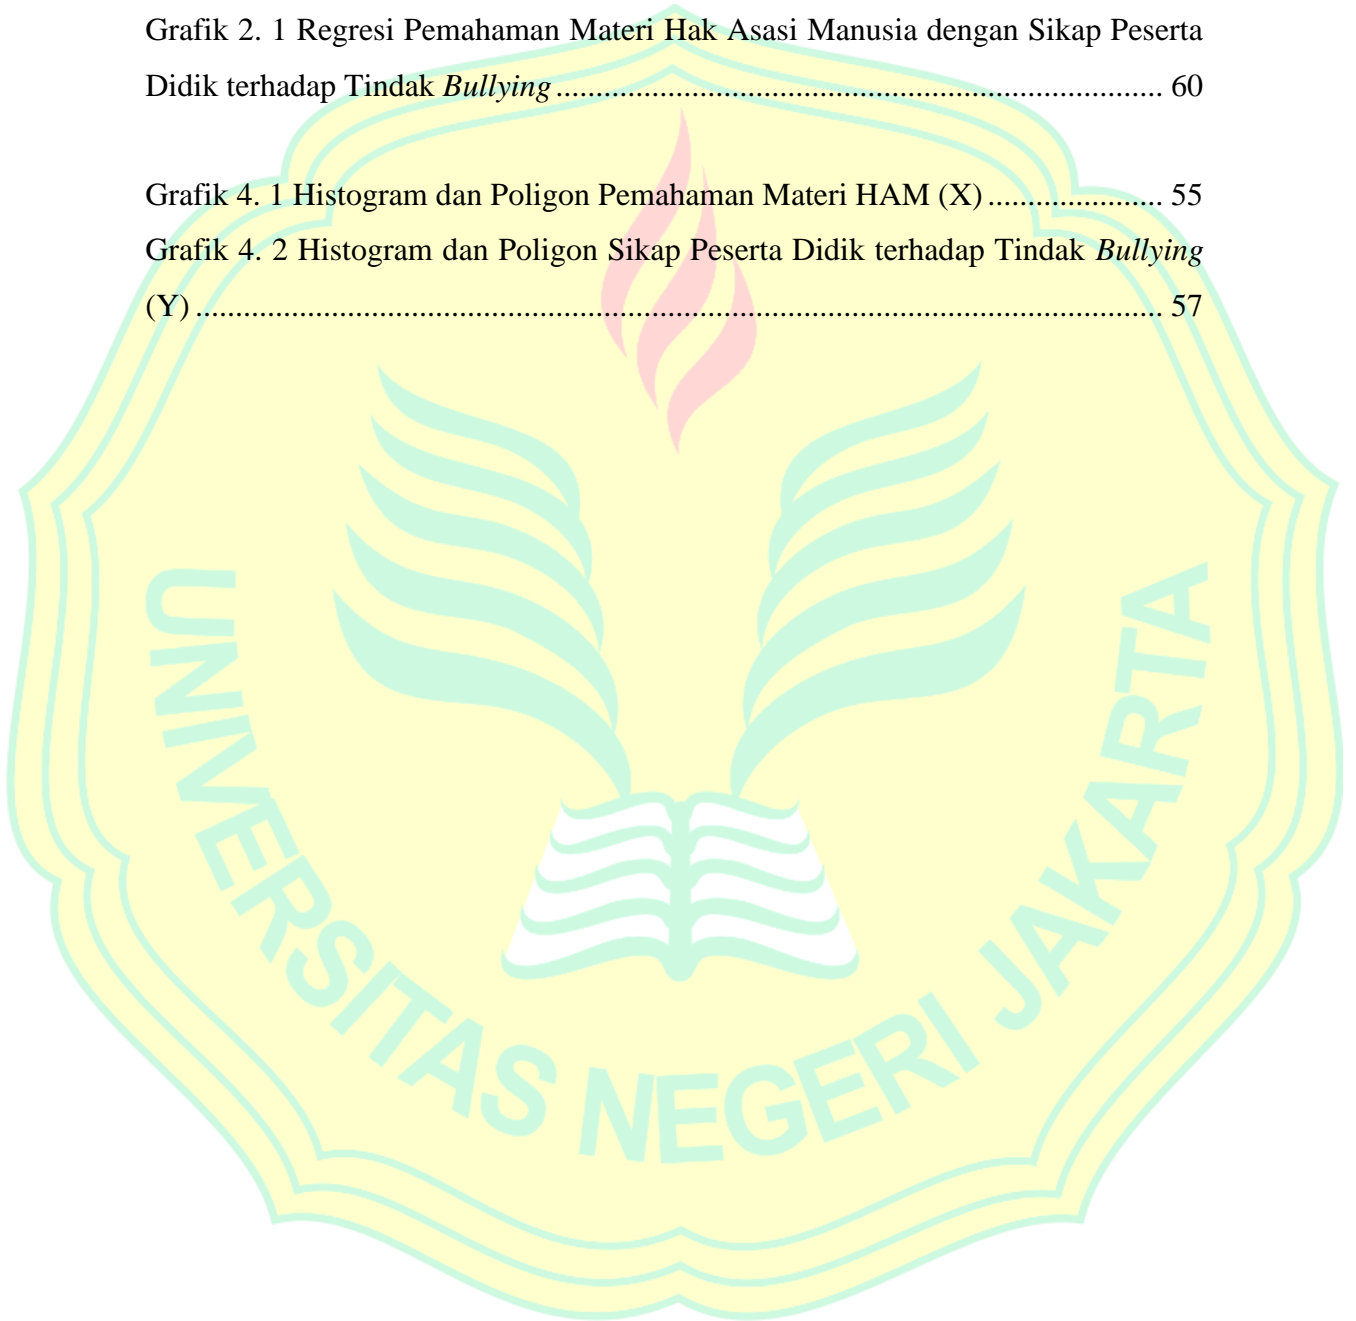 Grafik 2. 1 Regresi Pemahaman Materi Hak Asasi Manusia dengan Sikap Peserta
Didik terhadap Tindak Bullying ........................................................................... 60
Grafik 4. 1 Histogram dan Poligon Pemahaman Materi HAM (X) ...................... 55
Grafik 4. 2 Histogram dan Poligon Sikap Peserta Didik terhadap Tindak Bullying
(Y) ......................................................................................................................... 57
UNIVERSITAS NEGERI JAKARTA